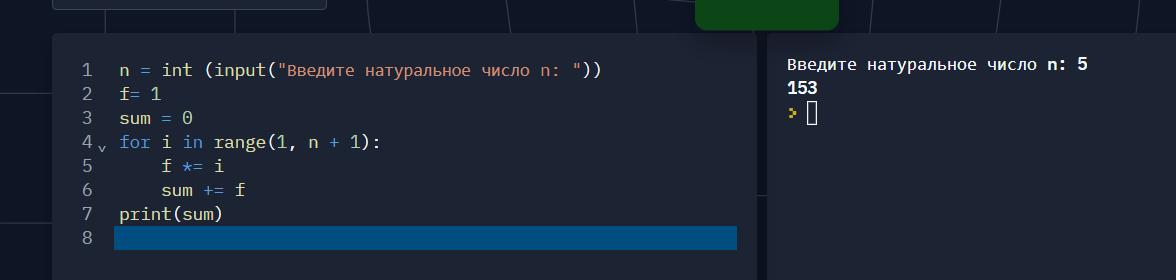 1 n = int (input("Введите натуральное число n: "))
2 f= 1
3 sum = 0
4 for i in range(1, n + 1):
5     f *= i
6     sum += f
7 print(sum)
8
Введите натуральное число n: 5
153
>